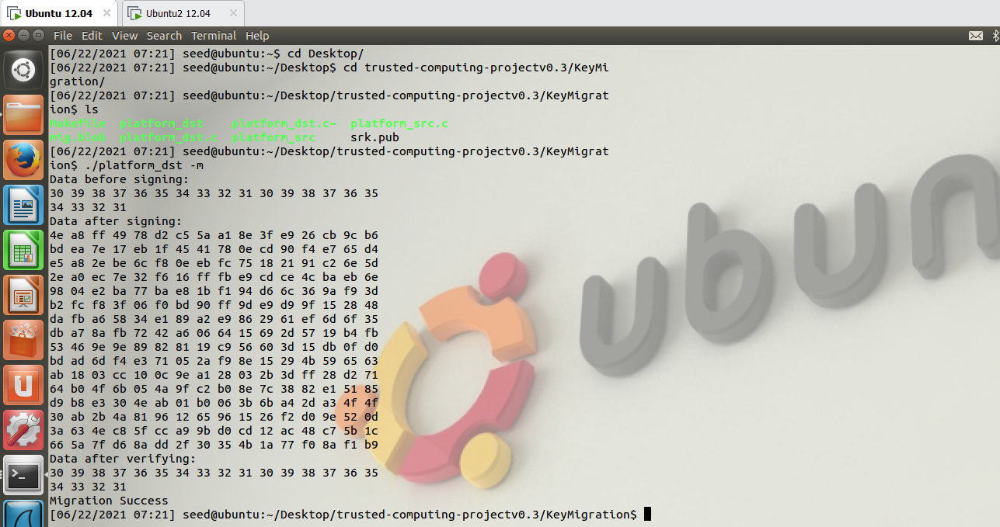 Ubuntu 12.04
Ubuntu2 12.04
File Edit View Search Terminal Help
[06/22/2021 07:21] seed@ubuntu:~$ cd Desktop/
[06/22/2021 07:21] seed@ubuntu:~/Desktop$ cd trusted-computing-projectv0.3/KeyMi
gration/
[06/22/2021 07:21] seed@ubuntu:~/Desktop/trusted-computing-projectv0.3/KeyMigrat
ion$ ls
Makefile platform_dst platform_dst.c~ platform_src.c
mig.blob platform_dst.c platform_src srk.pub
[06/22/2021 07:21] seed@ubuntu:~/Desktop/trusted-computing-projectv0.3/KeyMigrat
ion$ ./platform_dst -m
Data before signing:
30 39 38 37 36 35 34 33 32 31 30 39 38 37 36 35
34 33 32 31
Data after signing:
4e a8 ff 49 78 d2 c5 5a a1 8e 3f e9 26 cb 9c b6
bd ea 7e 17 eb 1f 45 41 78 0e cd 90 f4 e7 65 d4
e5 a8 2e be 6c f8 0e eb fc 75 18 21 91 c2 6e 5d
2e a0 ec 7e 32 f6 16 ff fb e9 cd ce 4c ba eb 6e
98 04 e2 ba 77 ba e8 1b f1 94 d6 6c 36 9a f9 3d
b2 fc f8 3f 06 f0 bd 90 ff 9d e9 d9 9f 15 28 48
da fb a6 58 34 e1 89 a2 e9 86 29 61 ef 6d 6f 35
db a7 8a fb 72 42 a6 06 64 15 69 2d 57 19 b4 fb
53 46 9e 9e 89 82 81 19 c9 56 60 3d 15 db 0f d0
bd ad 6d f4 e3 71 05 2a f9 8e 15 29 4b 59 65 63
ab 18 03 cc 10 0c 9e a1 28 03 2b 3d ff 28 d2 71
64 b0 4f 6b 05 4a 9f c2 b0 8e 7c 38 82 e1 51 85
d9 b8 e3 30 4e ab 01 b0 06 3b 6b a4 2d a3 4f 4f
30 ab 2b 4a 81 96 12 65 96 15 26 f2 d0 9e 52 0d
3a 63 4e c8 5f cc a9 9b d0 cd 12 ac 48 c7 5b 1c
66 5a 7f d6 8a dd 2f 30 35 4b 1a 77 f0 8a f1 b9
Data after verifying:
30 39 38 37 36 35 34 33 32 31 30 39 38 37 36 35
34 33 32 31
Migration Success
[06/22/2021 07:21] seed@ubuntu:~/Desktop/trusted-computing-projectv0.3/KeyMigration$